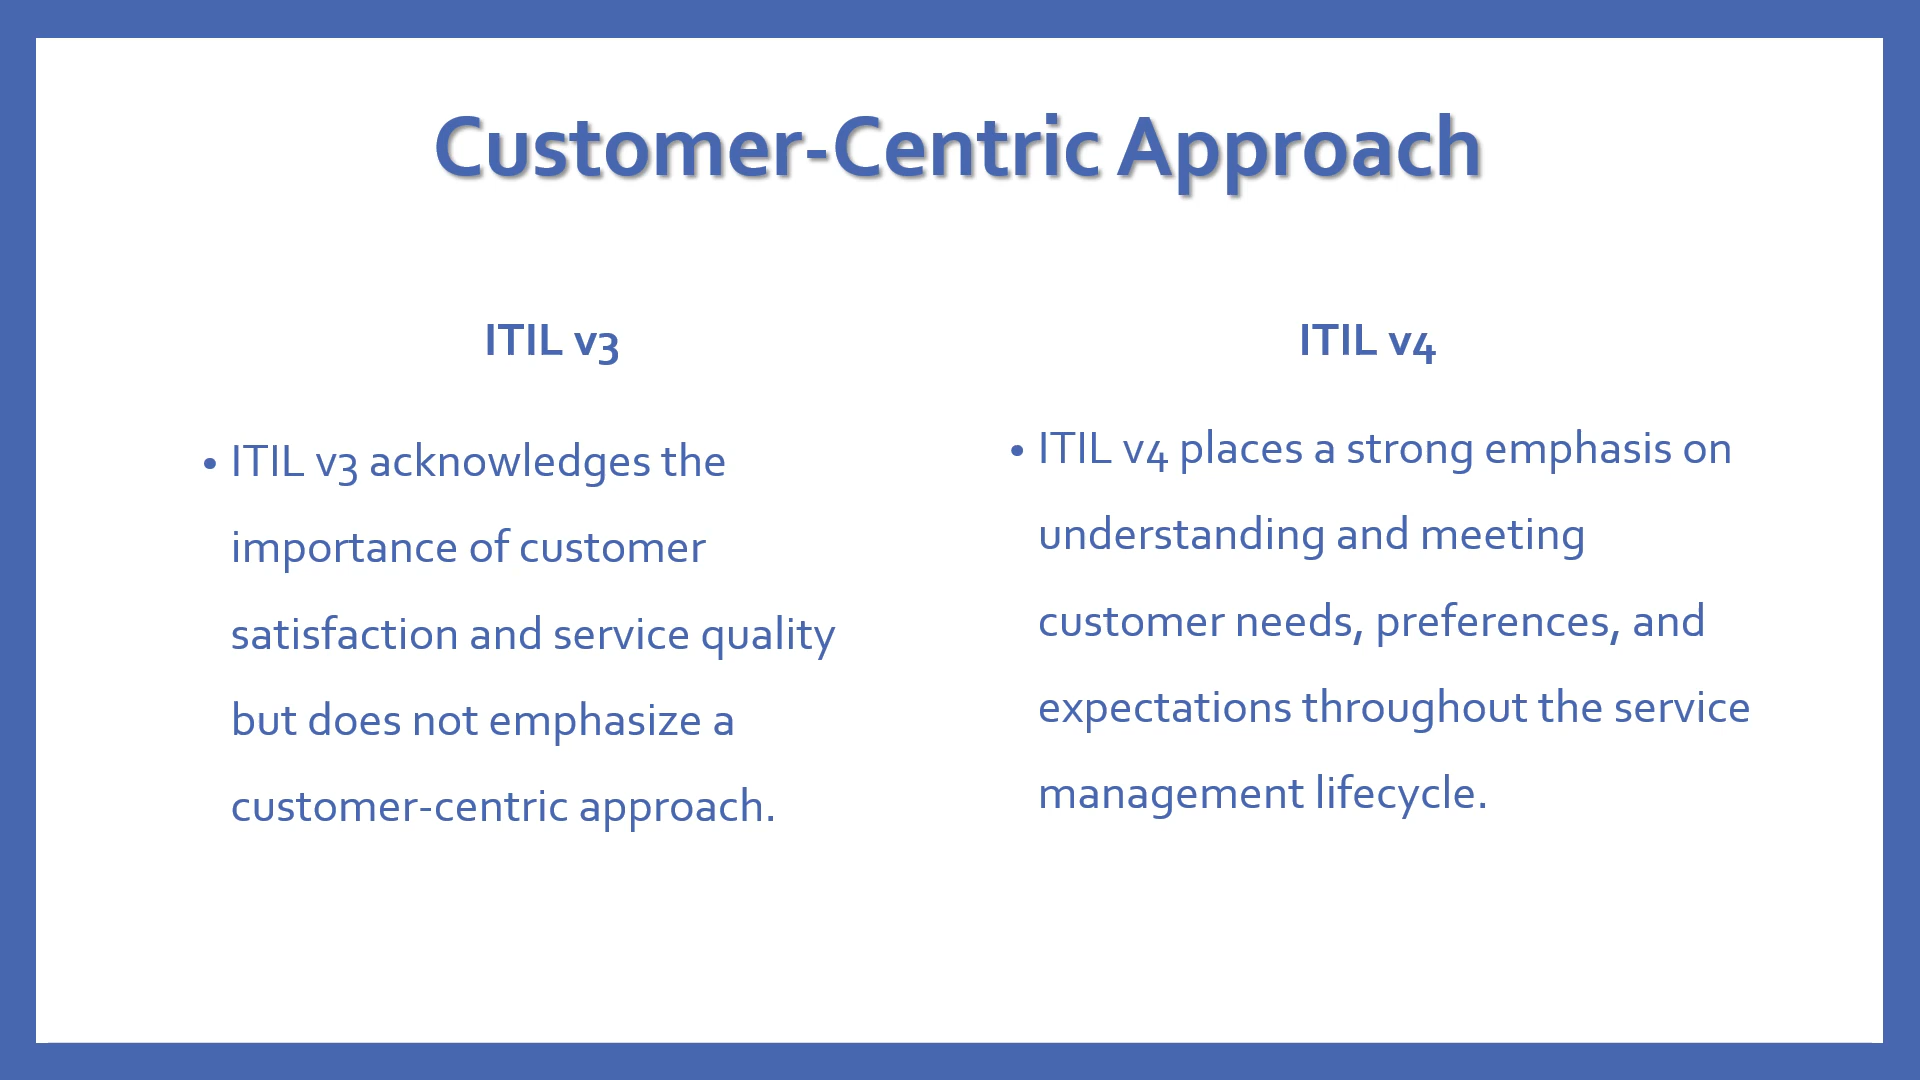 Customer-Centric Approach
ITIL v3
• ITIL v3 acknowledges the
importance of customer
satisfaction and service quality
but does not emphasize a
customer-centric approach.
ITIL v4
• ITIL v4 places a strong emphasis on
understanding and meeting
customer needs, preferences, and
expectations throughout the service
management lifecycle.